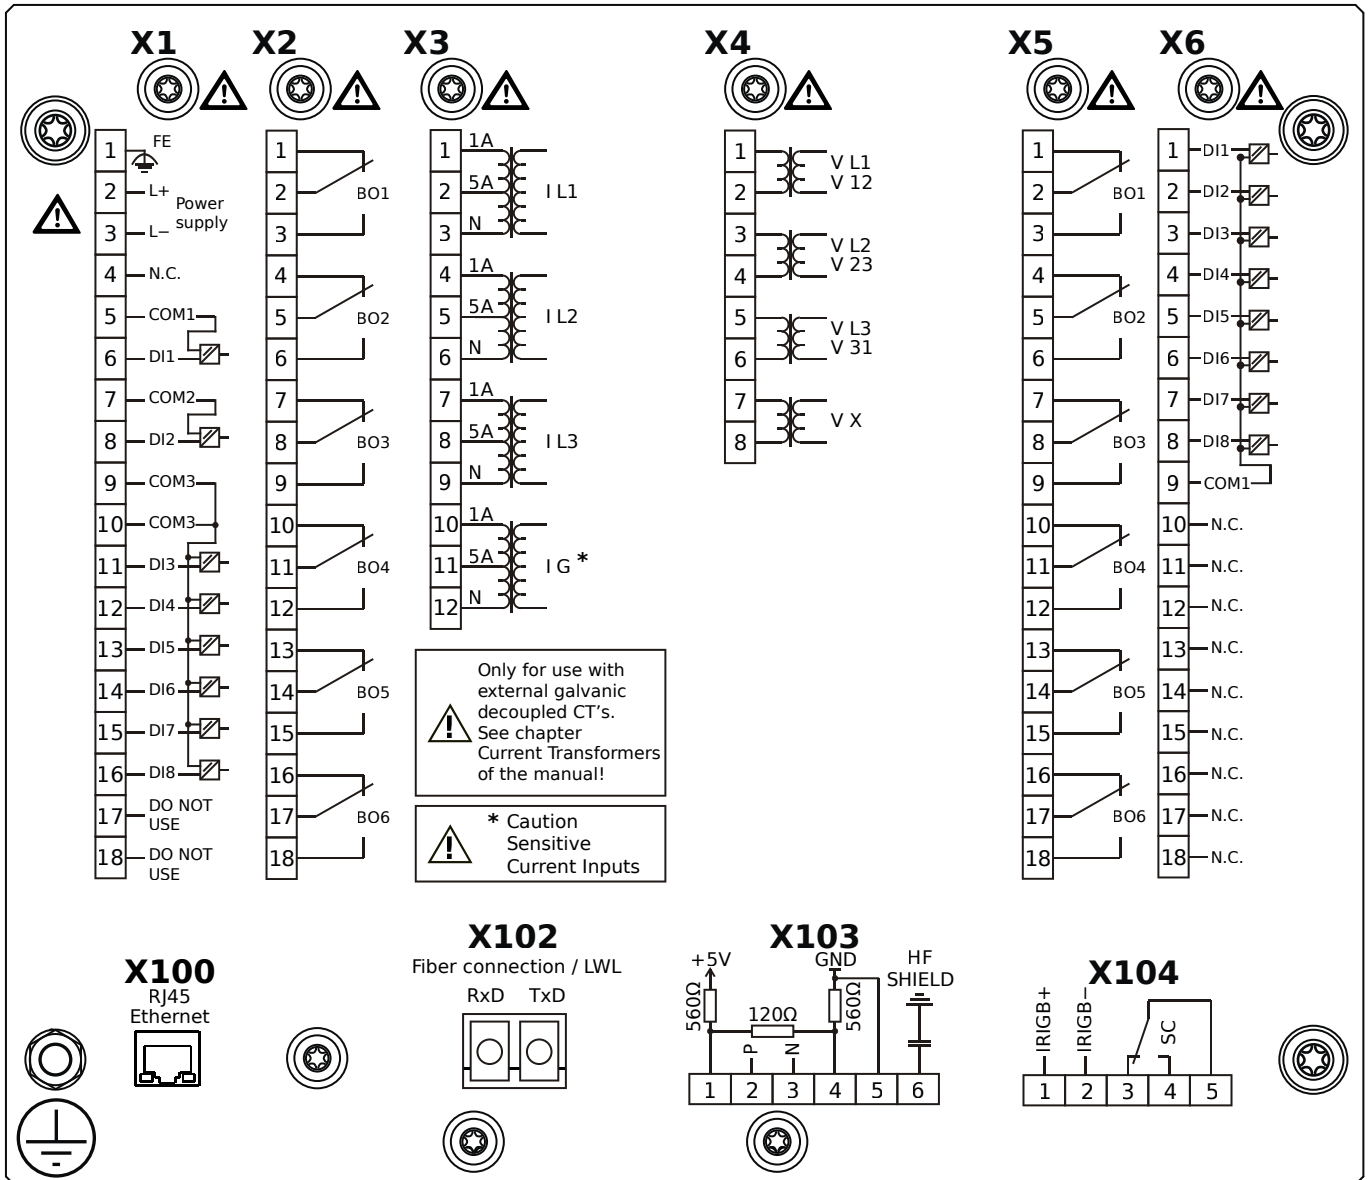 X1
X2
X3
X4
X5
X6
1 FE
2 L+
Power
supply
3 L−
4 N.C.
5 COM1
6 DI1
7 COM2
8 DI2
9 COM3
10 COM3
11 DI3
12 DI4
13 DI5
14 DI6
15 DI7
16 DI8
17 DO NOT
USE
18 DO NOT
USE
1
2 BO1
3
4
5 BO2
6
7
8 BO3
9
10
11 BO4
12
13
14 BO5
15
16
17 BO6
18
1 1A
2 5A I L1
3 N
4 1A
5 5A I L2
6 N
7 1A
8 5A I L3
9 N
10 1A
11 5A I G *
12 N
Only for use with
external galvanic
decoupled CT's.
See chapter
Current Transformers
of the manual!
* Caution
Sensitive
Current Inputs
1 V L1
2 V 12
3 V L2
4 V 23
5 V L3
6 V 31
7 V X
8
1
2 BO1
3
4
5 BO2
6
7
8 BO3
9
10
11 BO4
12
13
14 BO5
15
16
17 BO6
18
1 DI1
2 DI2
3 DI3
4 DI4
5 DI5
6 DI6
7 DI7
8 DI8
9 COM1
10 N.C.
11 N.C.
12 N.C.
13 N.C.
14 N.C.
15 N.C.
16 N.C.
17 N.C.
18 N.C.
X100
RJ45
Ethernet
X102
Fiber connection / LWL
RxD TxD
X103
+5V GND HF
SHIELD
560Ω 120Ω 560Ω
P N
1 2 3 4 5 6
X104
IRIGB+ IRIGB− SC
1 2 3 4 5